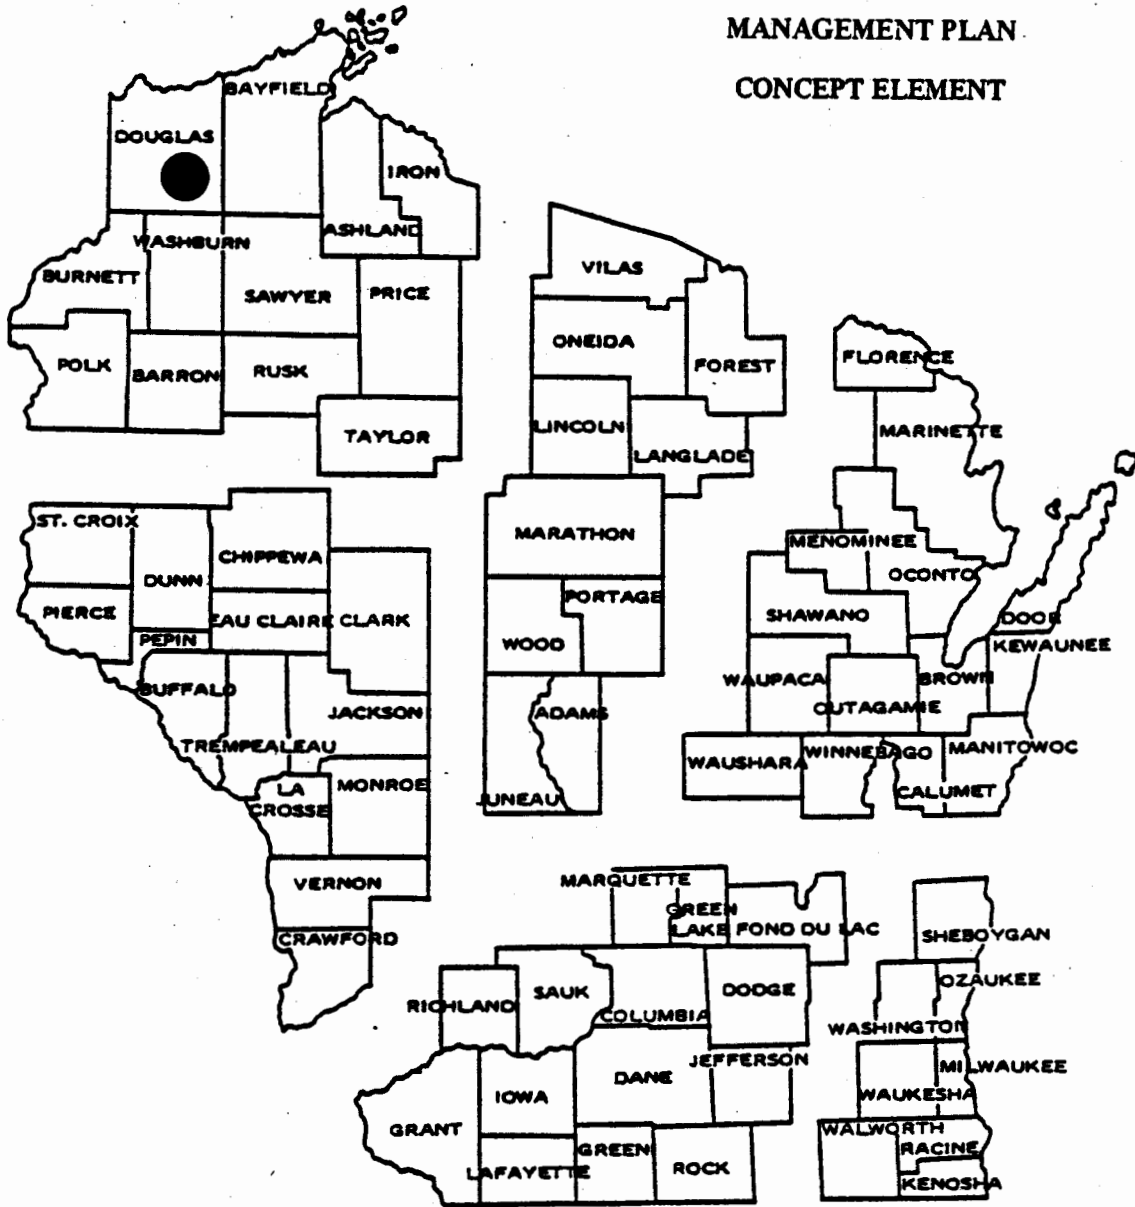 MANAGEMENT PLAN
CONCEPT ELEMENT
BAYFIELD
DOUGLAS
IRON
ASHLAND
WASHBURN
BURNETT
SAWYER
PRICE
POLK
BARRON
RUSK
TAYLOR
VILAS
ONEIDA
FOREST
LINCOLN
LANGLADE
FLORENCE
MARINETTE
ST. CROIX
CHIPPEWA
DUNN
PIERCE
EAU CLAIRE
CLARK
PEPIN
BUFFALO
JACKSON
TREMPEALEAU
MONROE
LA
CROSSE
VERNON
CRAWFORD
MARATHON
PORTAGE
WOOD
ADAMS
JUNEAU
MENOMINEE
OCONTO
SHAWANO
DOOR
KEWAUNEE
WAUPACA
BROWN
OUTAGAMIE
WAUSHARA
WINNEBAGO
MANITOWOC
CALUMET
MARQUETTE
GREEN
LAKE
FOND DU LAC
SHEBOYGAN
RICHLAND
SAUK
COLUMBIA
DODGE
OZAUKEE
WASHINGTON
JEFFERSON
MILWAUKEE
WAUKESHA
IOWA
DANE
GRANT
LAFAYETTE
GREEN
ROCK
WALWORTH
RACINE
KENOSHA